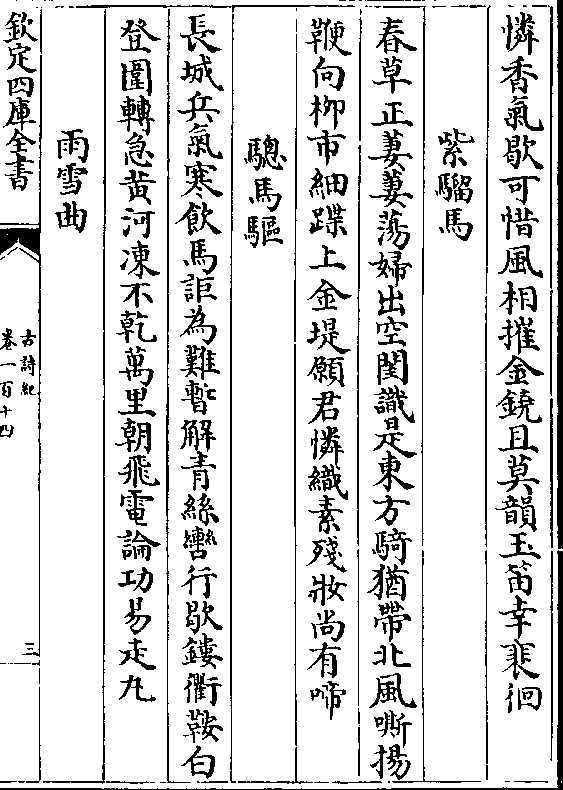 憐香氣歇可惜風相摧金鐃且莫韻玉笛幸裴徊
紫騮馬
春草正萋萋蕩婦出空閨識是東方騎猶帶北風嘶揚
鞭向柳市細蹀上金堤願君憐織素殘妝尚有啼
驄馬驅
長城兵氣寒飲馬詎為難暫解青絲轡行歇鏤衢鞍白
登圍轉急黄河凍不乾萬里朝飛電論功易走丸
雨雪曲
欽定四庫全書
古詩紀
卷一百十四
三